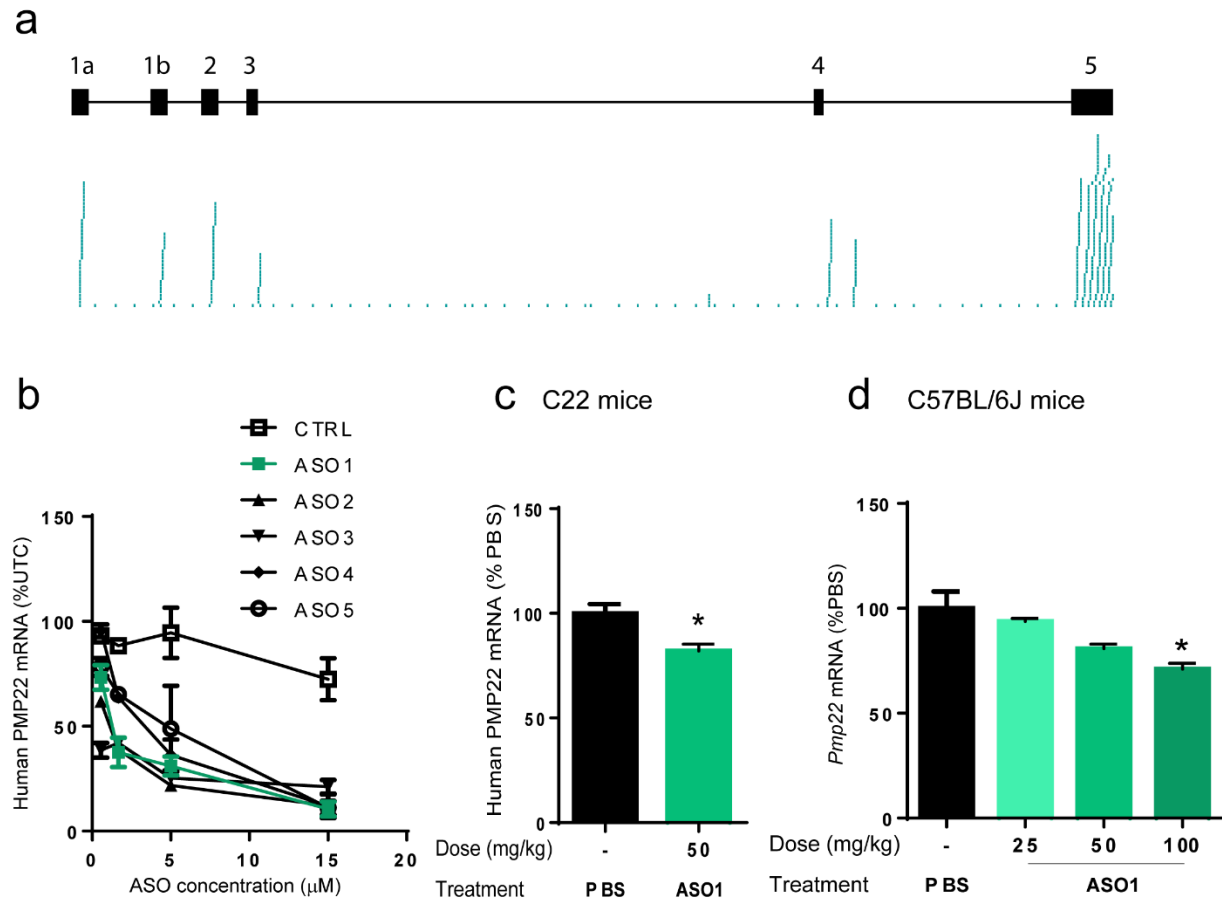 a
1a 1b 2 3 4 5
b
CTRL
ASO1
ASO2
ASO3
ASO4
ASO5
Human PMP22 mRNA (%UTC)
150
100
50
0
0 5 10 15 20
ASO concentration (μM)
c C22 mice
Human PMP22 mRNA (%PBS)
150
100
50
0
*
Dose (mg/kg) - 50
Treatment PBS ASO1
d C57BL/6J mice
Pmp22 mRNA (%PBS)
150
100
50
0
*
Dose (mg/kg) - 25 50 100
Treatment PBS ASO1